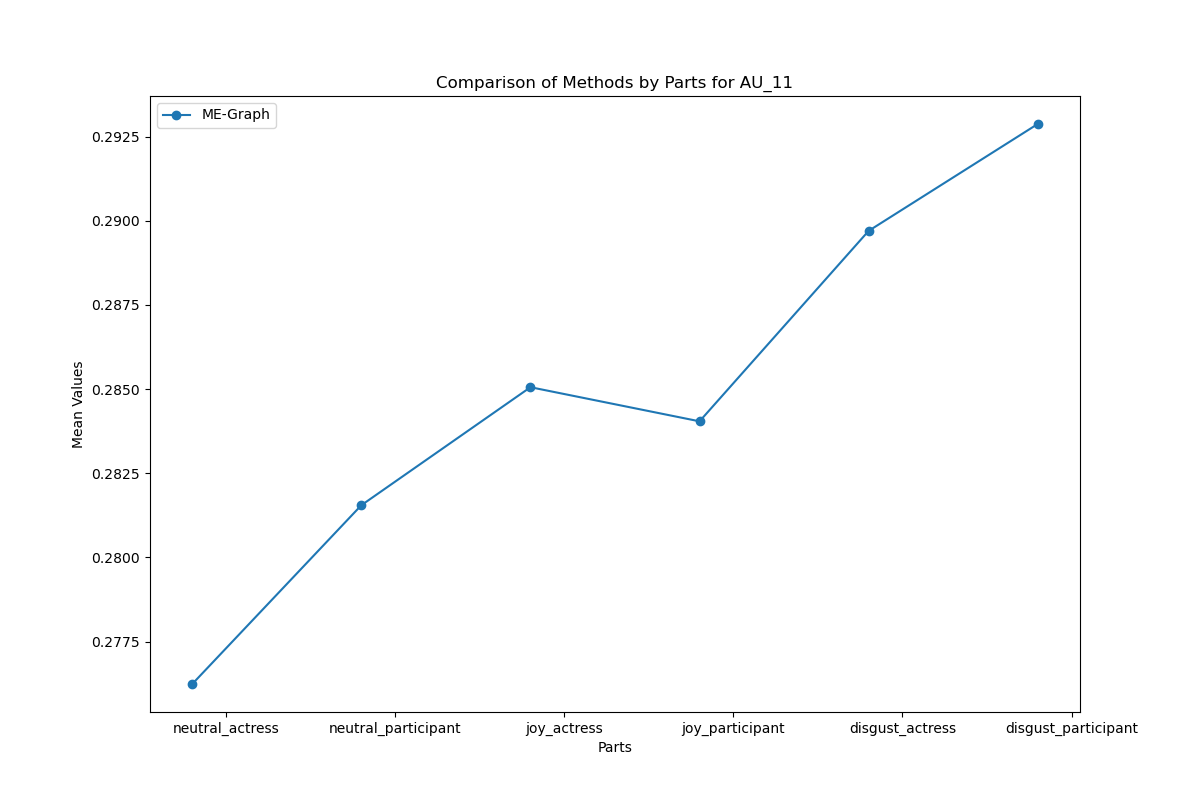 Comparison of Methods by Parts for AU_11
ME-Graph
0.2925
0.2900
0.2875
0.2850
0.2825
0.2800
0.2775
Mean Values
neutral_actress neutral_participant joy_actress joy_participant disgust_actress disgust_participant
Parts